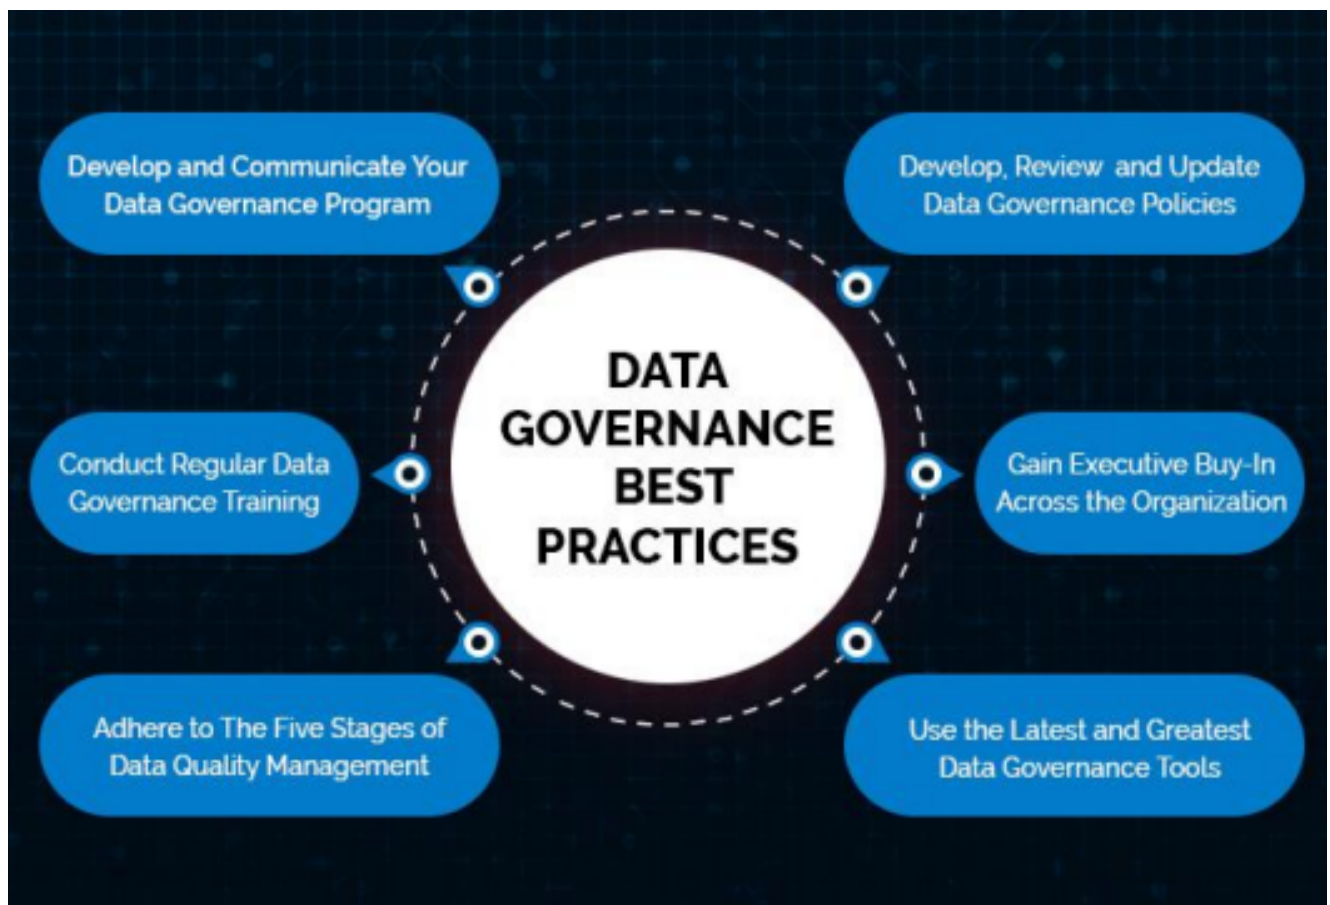 Develop and Communicate Your
Data Governance Program
Develop, Review and Update
Data Governance Policies
DATA
GOVERNANCE
BEST
PRACTICES
Conduct Regular Data
Governance Training
Gain Executive Buy-In
Across the Organization
Adhere to The Five Stages of
Data Quality Management
Use the Latest and Greatest
Data Governance Tools